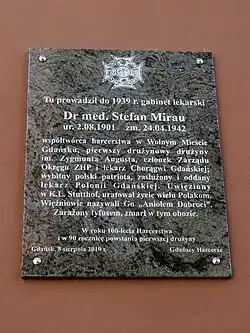 Tu prowadził do 1939 r. gabinet lekarski
Dr med. Stefan Mirau
ur. 2.08.1901 zm. 24.04.1942
współtwórca harcerstwa w Wolnym Mieście
Gdańsku, pierwszy drużynowy drużyny
im. Zygmunta Augusta, członek Zarządu
Okręgu ZHP i lekarz Chorągwi Gdańskiej;
wybitny polski patriota, zasłużony i oddany
lekarz Polonii Gdańskiej. Uwięziony
w K.L. Stutthof, uratował życie wielu Polakom.
Więźniowie nazywali Go „Aniołem Dobroci".
Zarażony tyfusem, zmarł w tym obozie.
W roku 100-lecia Harcerstwa
i w 90 rocznicę powstania pierwszej drużyny
Gdańsk, 8 sierpnia 2010 r. Gdańscy Harcerze